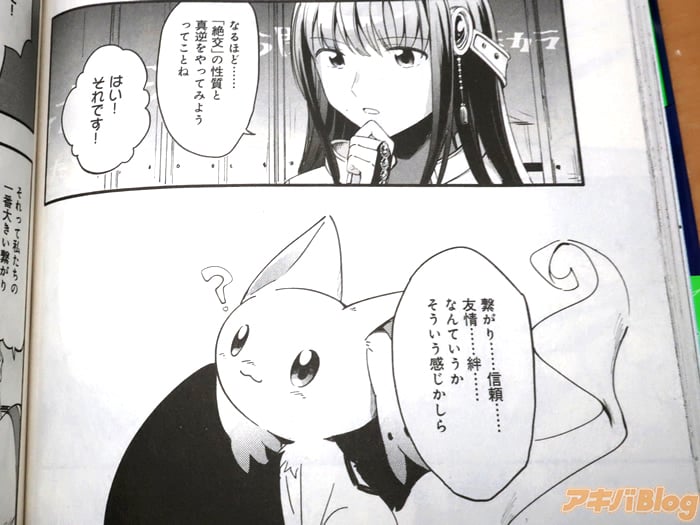 なるほど……
「絶交」の性質と
真逆をやってみよう
ってことね
はい!
それです!
?
繋がり……信頼……
友情……絆……
なんていうか
そういう感じかしら
それって私たちの
一番大きい繋がり
アキバBlog